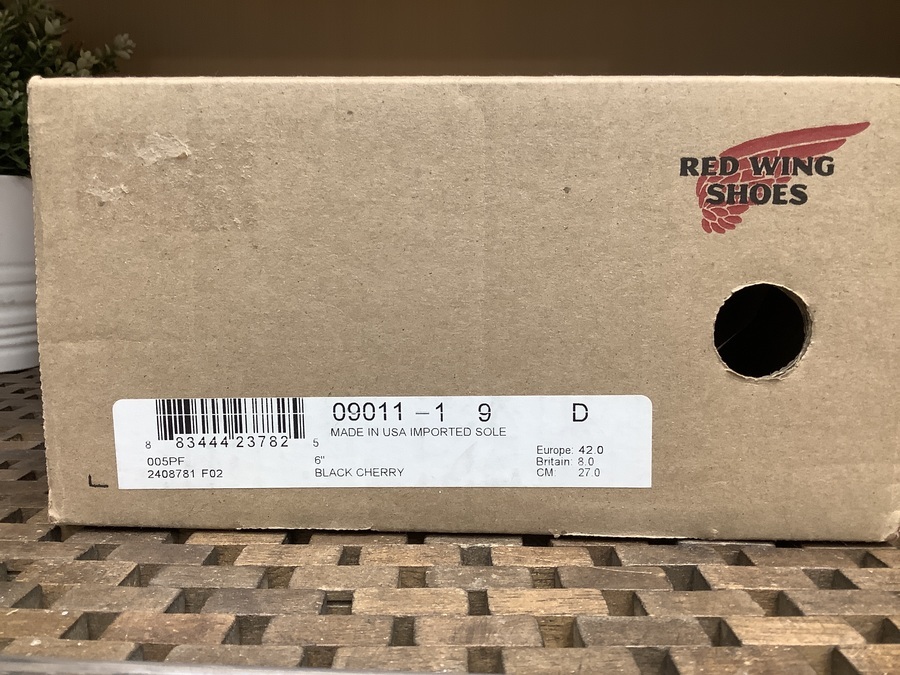 RED WING
SHOES
09011 -1 9 D
MADE IN USA IMPORTED SOLE
8 83444 23782 5
005PF 6"
2408781 F02 BLACK CHERRY
Europe: 42.0
Britain: 8.0
CM: 27.0